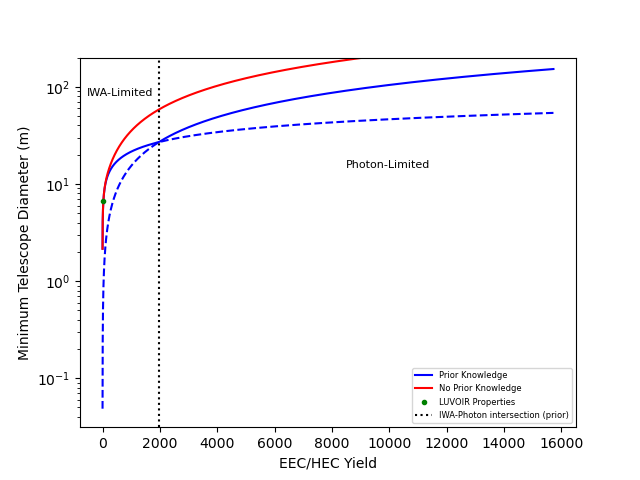 10²
10¹
10⁰
10⁻¹
Minimum Telescope Diameter (m)
IWA-Limited
Photon-Limited
Prior Knowledge
No Prior Knowledge
LUVOIR Properties
IWA-Photon intersection (prior)
0 2000 4000 6000 8000 10000 12000 14000 16000
EEC/HEC Yield